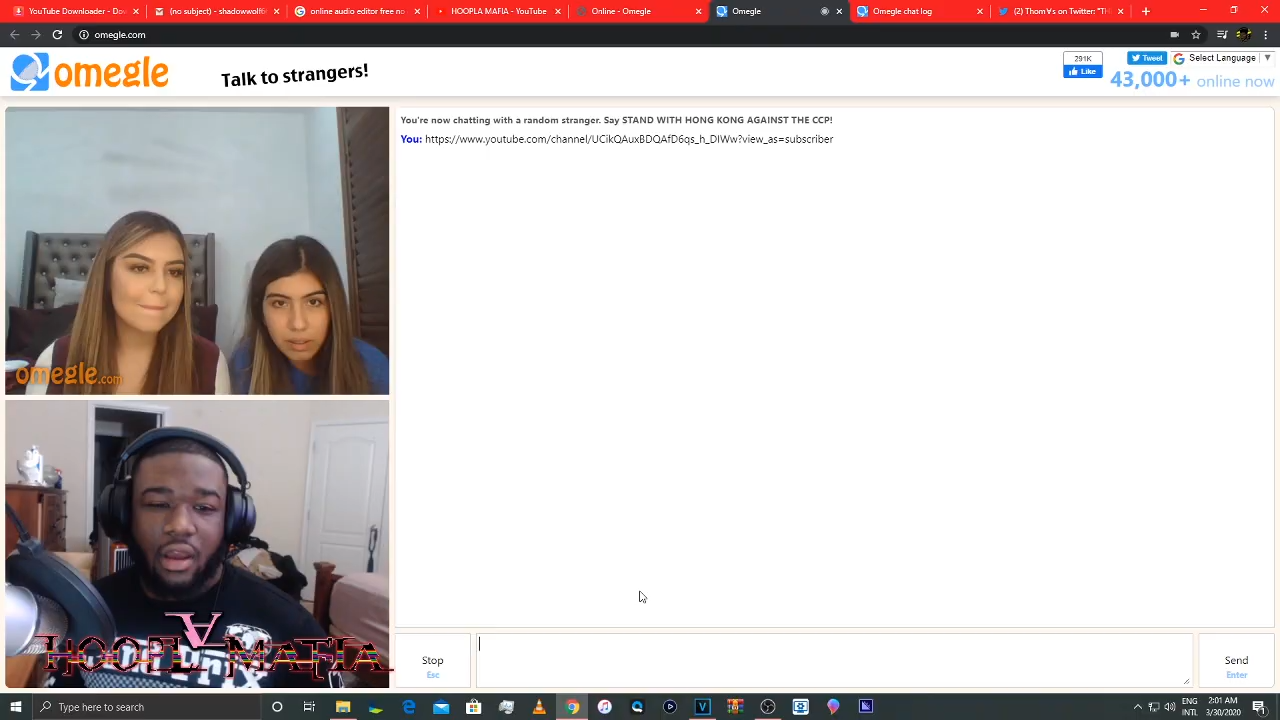 YouTube Downloader - Dow
(no subject) - shadowwolf6
online audio editor free no
HOOPLA MAFIA - YouTube
Online - Omegle
Omegle
Omegle chat log
(2) Thom∀s on Twitter: "TH
omegle.com
omegle
Talk to strangers!
291K
Like
Tweet
Select Language
43,000+ online now
You're now chatting with a random stranger. Say STAND WITH HONG KONG AGAINST THE CCP!
You: https://www.youtube.com/channel/UCikQAuxBDQAfD6qs_h_DIWw?view_as=subscriber
omegle.com
HOOPLA MAFIA
Stop
Esc
Send
Enter
Type here to search
ENG
INTL
2:01 AM
3/30/2020